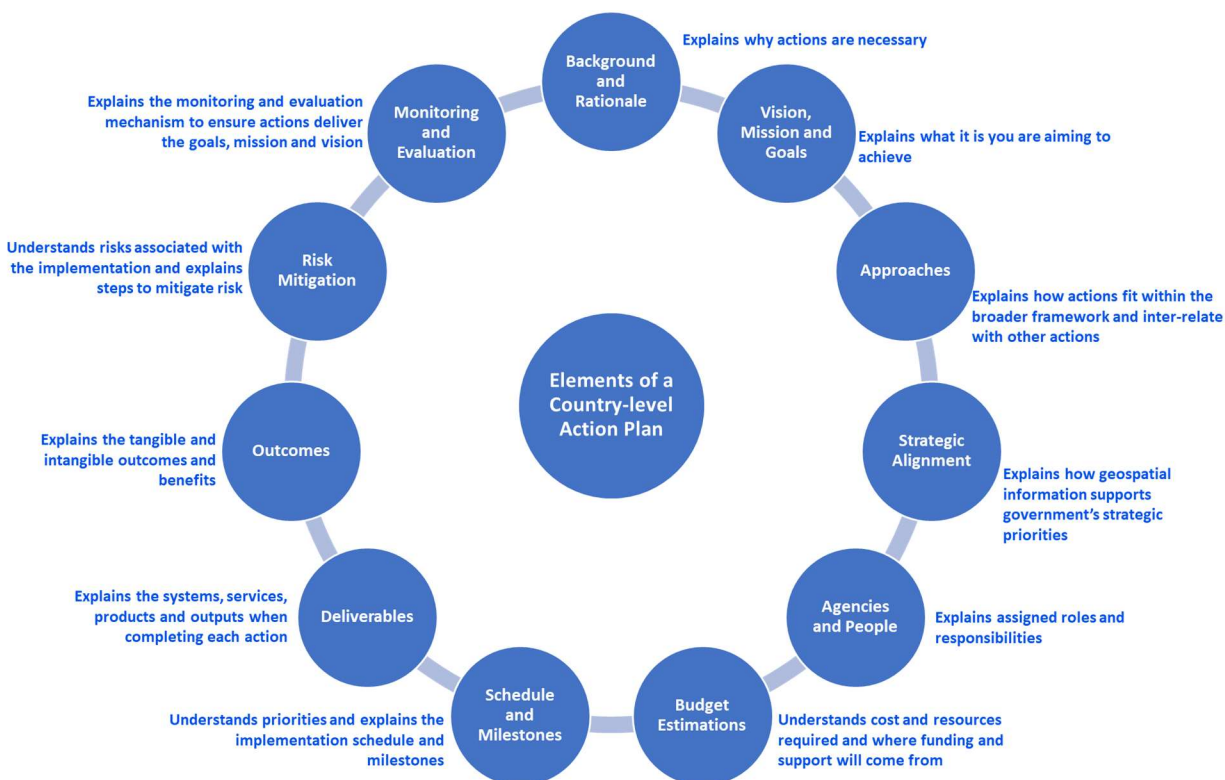 Background
and
Rationale
Explains why actions are necessary
Vision,
Mission and
Goals
Explains what it is you are aiming to
achieve
Approaches
Explains how actions fit within the
broader framework and inter-relate
with other actions
Strategic
Alignment
Explains how geospatial
information supports
government's strategic
priorities
Agencies
and People
Explains assigned roles and
responsibilities
Budget
Estimations
Understands cost and resources
required and where funding and
support will come from
Schedule
and
Milestones
Understands priorities and explains the
implementation schedule and
milestones
Deliverables
Explains the systems, services,
products and outputs when
completing each action
Outcomes
Explains the tangible and
intangible outcomes and
benefits
Risk
Mitigation
Understands risks associated with
the implementation and explains
steps to mitigate risk
Monitoring
and
Evaluation
Explains the monitoring and evaluation
mechanism to ensure actions deliver
the goals, mission and vision
Elements of a
Country-level
Action Plan